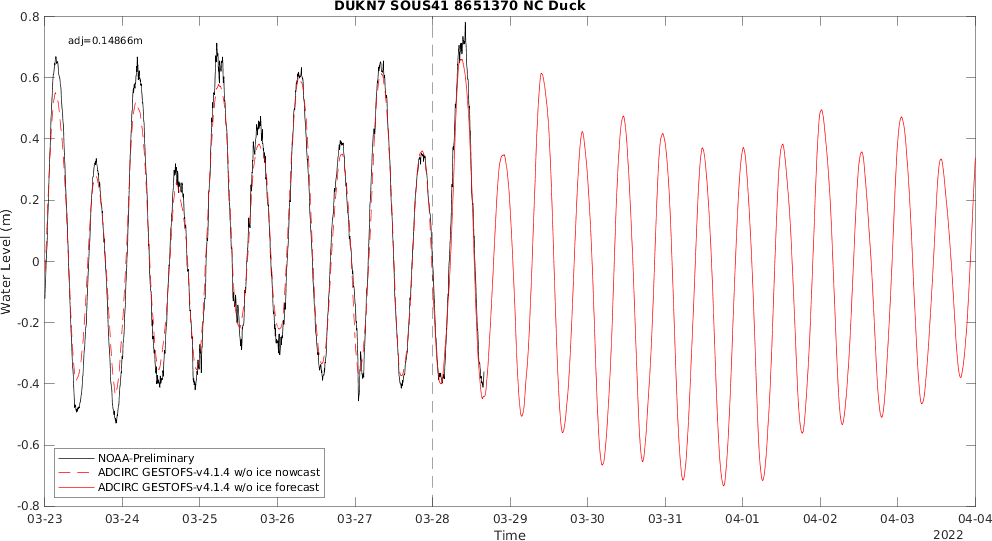 DUKN7 SOUS41 8651370 NC Duck
adj=0.14866m
0.8
0.6
0.4
0.2
0
-0.2
-0.4
-0.6
-0.8
Water Level (m)
NOAA-Preliminary
ADCIRC GESTOFS-v4.1.4 w/o ice nowcast
ADCIRC GESTOFS-v4.1.4 w/o ice forecast
03-23 03-24 03-25 03-26 03-27 03-28 03-29 03-30 03-31 04-01 04-02 04-03 04-04
Time
2022